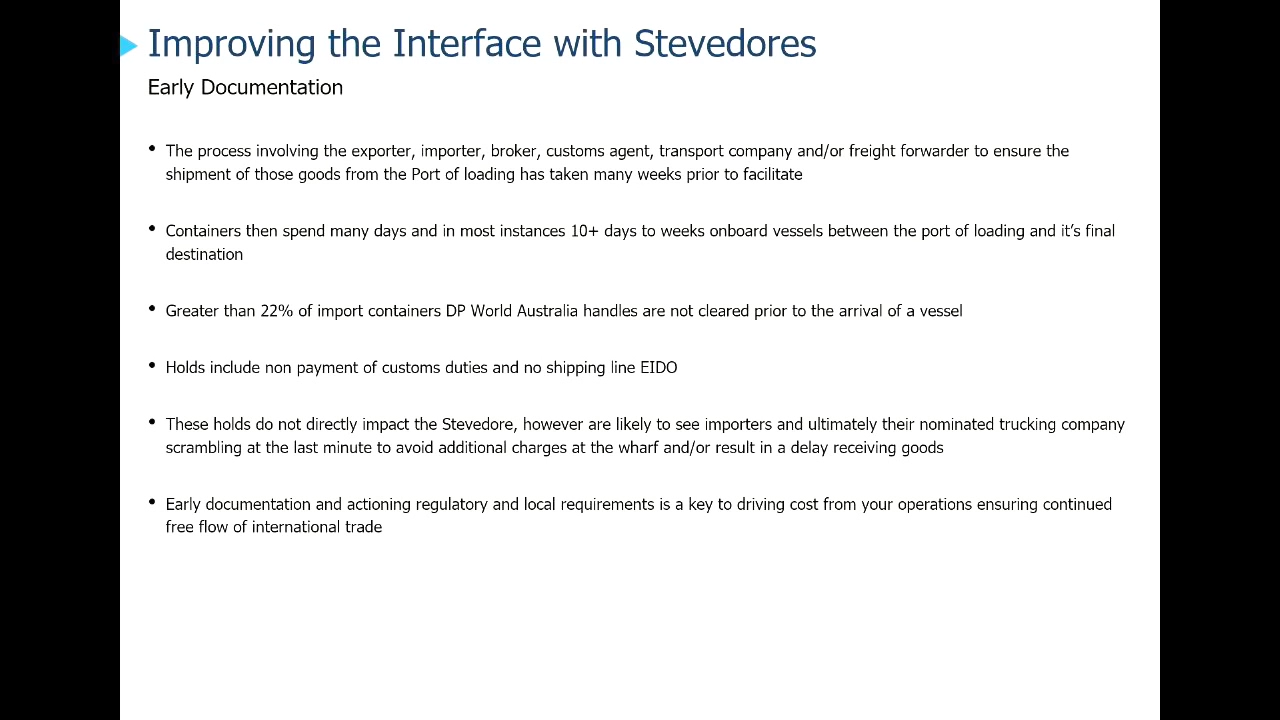 Improving the Interface with Stevedores
Early Documentation
• The process involving the exporter, importer, broker, customs agent, transport company and/or freight forwarder to ensure the
shipment of those goods from the Port of loading has taken many weeks prior to facilitate
• Containers then spend many days and in most instances 10+ days to weeks onboard vessels between the port of loading and it's final
destination
• Greater than 22% of import containers DP World Australia handles are not cleared prior to the arrival of a vessel
• Holds include non payment of customs duties and no shipping line EIDO
• These holds do not directly impact the Stevedore, however are likely to see importers and ultimately their nominated trucking company
scrambling at the last minute to avoid additional charges at the wharf and/or result in a delay receiving goods
• Early documentation and actioning regulatory and local requirements is a key to driving cost from your operations ensuring continued
free flow of international trade